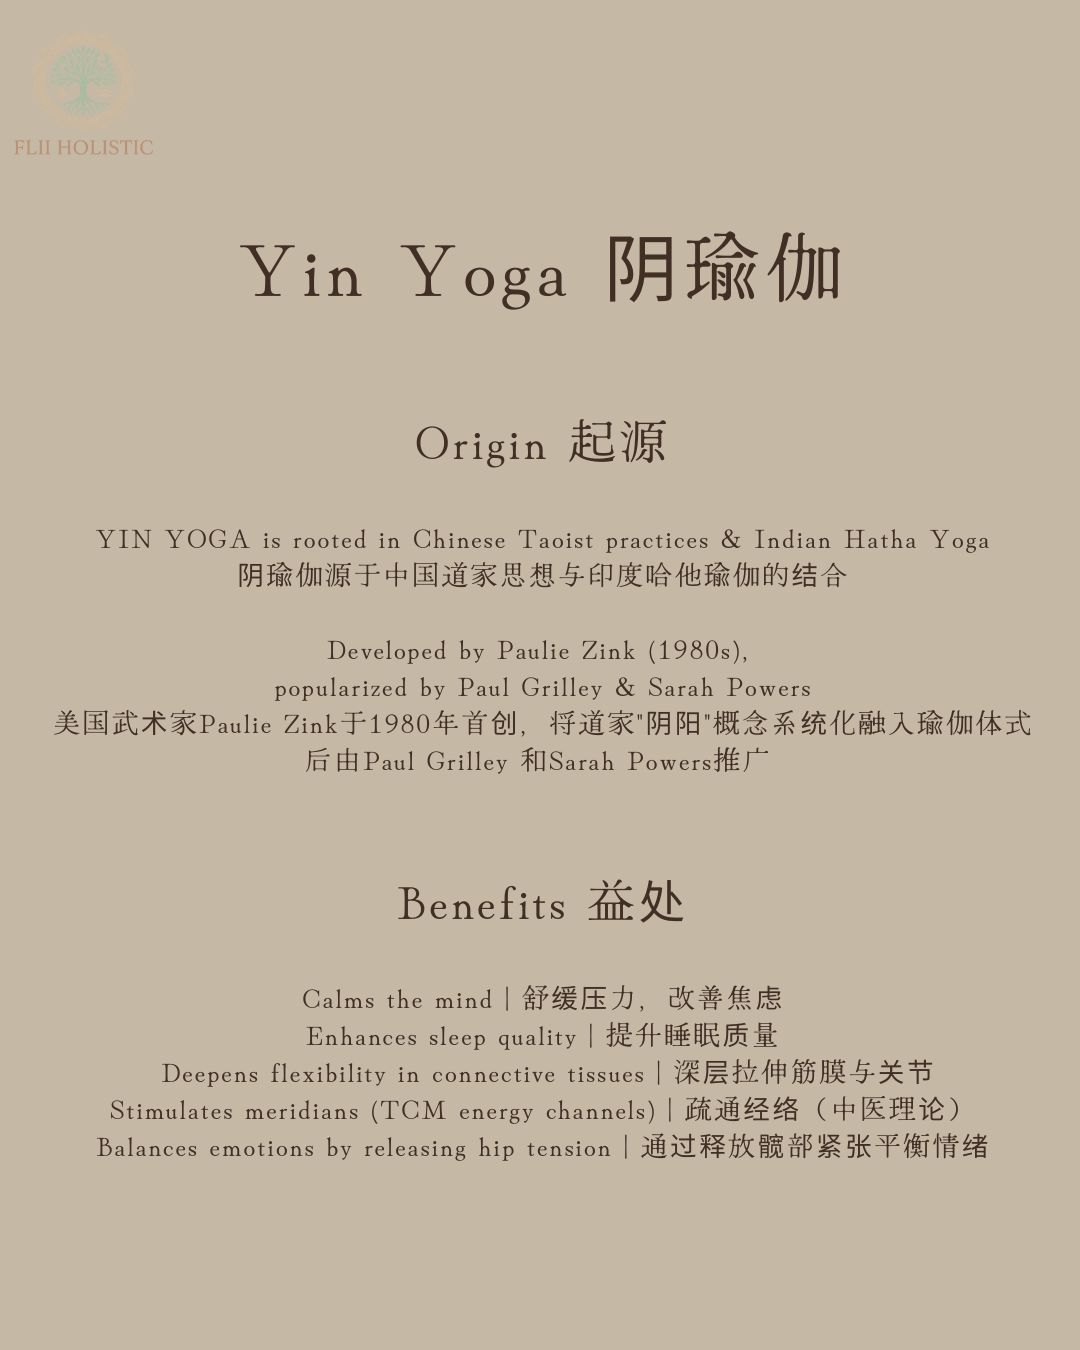 FLII HOLISTIC
Yin Yoga 阴瑜伽
Origin 起源
YIN YOGA is rooted in Chinese Taoist practices & Indian Hatha Yoga
阴瑜伽源于中国道家思想与印度哈他瑜伽的结合
Developed by Paulie Zink (1980s),
popularized by Paul Grilley & Sarah Powers
美国武术家Paulie Zink于1980年首创，将道家"阴阳"概念系统化融入瑜伽体式
后由Paul Grilley 和Sarah Powers推广
Benefits 益处
Calms the mind | 舒缓压力，改善焦虑
Enhances sleep quality | 提升睡眠质量
Deepens flexibility in connective tissues | 深层拉伸筋膜与关节
Stimulates meridians (TCM energy channels) | 疏通经络（中医理论）
Balances emotions by releasing hip tension | 通过释放髋部紧张平衡情绪